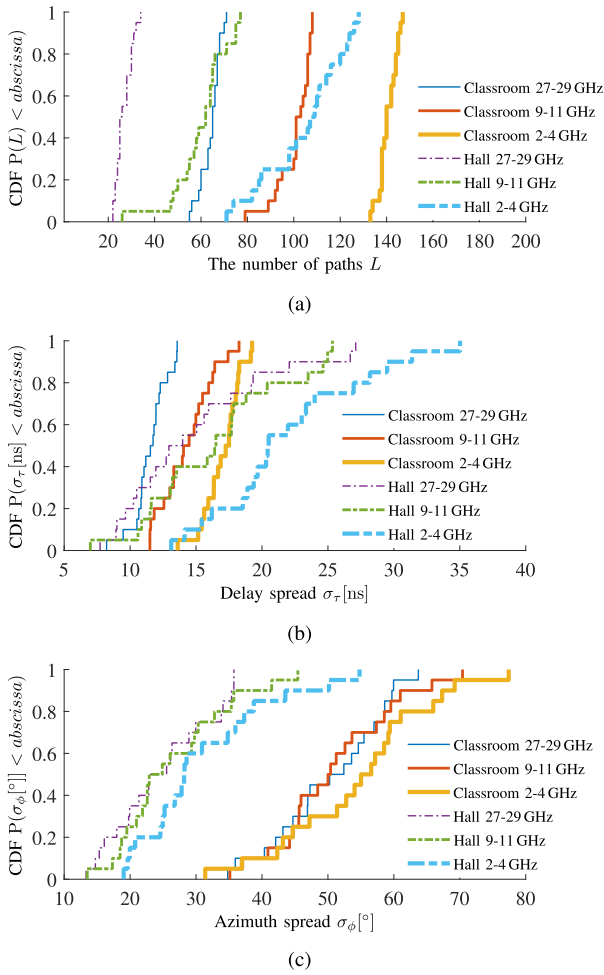 CDF P(L) < abscissa)
1
0.8
0.6
0.4
0.2
0
20 40 60 80 100 120 140 160 180 200
The number of paths L
Classroom 27-29 GHz
Classroom 9-11 GHz
Classroom 2-4 GHz
Hall 27-29 GHz
Hall 9-11 GHz
Hall 2-4 GHz
(a)
CDF P(στ[ns] < abscissa)
1
0.8
0.6
0.4
0.2
0
5 10 15 20 25 30 35 40
Delay spread στ[ns]
Classroom 27-29 GHz
Classroom 9-11 GHz
Classroom 2-4 GHz
Hall 27-29 GHz
Hall 9-11 GHz
Hall 2-4 GHz
(b)
CDF P(σϕ[°]] < abscissa)
1
0.8
0.6
0.4
0.2
0
10 20 30 40 50 60 70 80
Azimuth spread σϕ[°]
Classroom 27-29 GHz
Classroom 9-11 GHz
Classroom 2-4 GHz
Hall 27-29 GHz
Hall 9-11 GHz
Hall 2-4 GHz
(c)